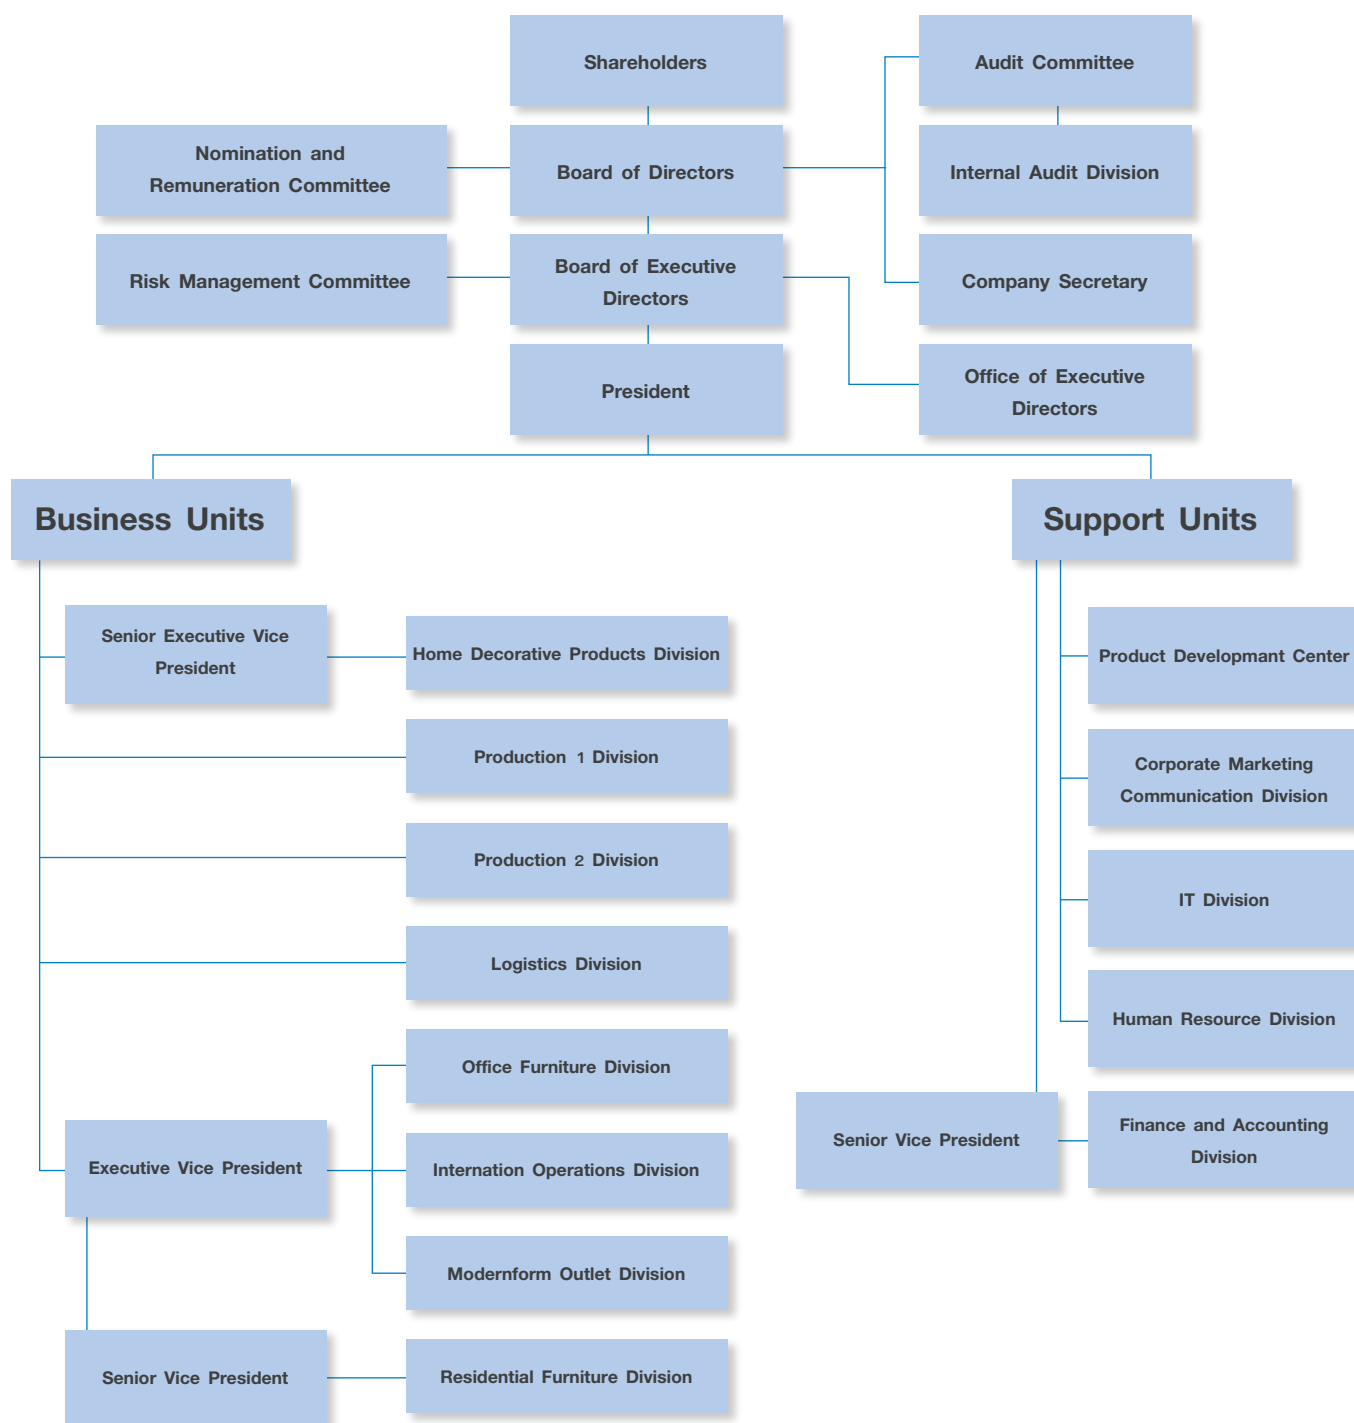 Shareholders
Audit Committee
Nomination and
Remuneration Committee
Board of Directors
Internal Audit Division
Risk Management Committee
Board of Executive
Directors
Company Secretary
President
Office of Executive
Directors
Business Units
Support Units
Senior Executive Vice
President
Home Decorative Products Division
Production 1 Division
Production 2 Division
Logistics Division
Office Furniture Division
Executive Vice President
Internation Operations Division
Modernform Outlet Division
Senior Vice President
Residential Furniture Division
Product Developmant Center
Corporate Marketing
Communication Division
IT Division
Human Resource Division
Senior Vice President
Finance and Accounting
Division